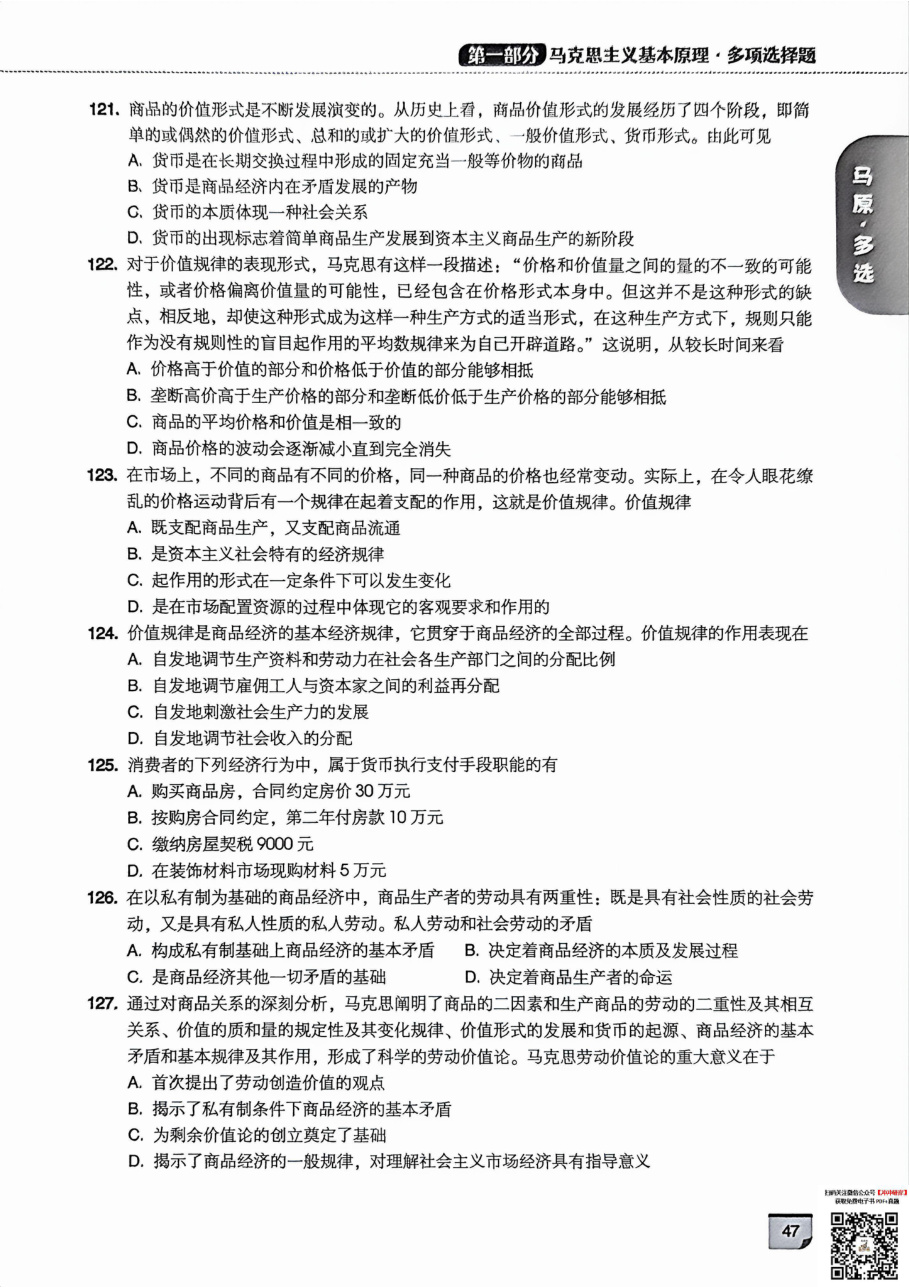 第一部分 马克思主义基本原理·多项选择题
121. 商品的价值形式是不断发展演变的。从历史上看，商品价值形式的发展经历了四个阶段，即简
单的或偶然的价值形式、总和的或扩大的价值形式、一般价值形式、货币形式。由此可见
A. 货币是在长期交换过程中形成的固定充当一般等价物的商品
B. 货币是商品经济内在矛盾发展的产物
C. 货币的本质体现一种社会关系
D. 货币的出现标志着简单商品生产发展到资本主义商品生产的新阶段
122. 对于价值规律的表现形式，马克思有这样一段描述：“价格和价值量之间的量的不一致的可能
性，或者价格偏离价值量的可能性，已经包含在价格形式本身中。但这并不是这种形式的缺
点，相反地，却使这种形式成为这样一种生产方式的适当形式，在这种生产方式下，规则只能
作为没有规则性的盲目起作用的平均数规律来为自己开辟道路。”这说明，从较长时间来看
A. 价格高于价值的部分和价格低于价值的部分能够相抵
B. 垄断高价高于生产价格的部分和垄断低价低于生产价格的部分能够相抵
C. 商品的平均价格和价值是相一致的
D. 商品价格的波动会逐渐减小直到完全消失
123. 在市场上，不同的商品有不同的价格，同一种商品的价格也经常变动。实际上，在令人眼花缭
乱的价格运动背后有一个规律在起着支配的作用，这就是价值规律。价值规律
A. 既支配商品生产，又支配商品流通
B. 是资本主义社会特有的经济规律
C. 起作用的形式在一定条件下可以发生变化
D. 是在市场配置资源的过程中体现它的客观要求和作用的
124. 价值规律是商品经济的基本经济规律，它贯穿于商品经济的全部过程。价值规律的作用表现在
A. 自发地调节生产资料和劳动力在社会各生产部门之间的分配比例
B. 自发地调节雇佣工人与资本家之间的利益再分配
C. 自发地刺激社会生产力的发展
D. 自发地调节社会收入的分配
125. 消费者的下列经济行为中，属于货币执行支付手段职能的有
A. 购买商品房，合同约定房价30万元
B. 按购房合同约定，第二年付房款10万元
C. 缴纳房屋契税9000元
D. 在装饰材料市场现购材料5万元
126. 在以私有制为基础的商品经济中，商品生产者的劳动具有两重性：既是具有社会性质的社会劳
动，又是具有私人性质的私人劳动。私人劳动和社会劳动的矛盾
A. 构成私有制基础上商品经济的基本矛盾 B. 决定着商品经济的本质及发展过程
C. 是商品经济其他一切矛盾的基础 D. 决定着商品生产者的命运
127. 通过对商品关系的深刻分析，马克思阐明了商品的二因素和生产商品的劳动的二重性及其相互
关系、价值的质和量的规定性及其变化规律、价值形式的发展和货币的起源、商品经济的基本
矛盾和基本规律及其作用，形成了科学的劳动价值论。马克思劳动价值论的重大意义在于
A. 首次提出了劳动创造价值的观点
B. 揭示了私有制条件下商品经济的基本矛盾
C. 为剩余价值论的创立奠定了基础
D. 揭示了商品经济的一般规律，对理解社会主义市场经济具有指导意义
马原·多选
扫码关注微信公众号【冲冲研官】
获取免费电子书PDF+真题
47